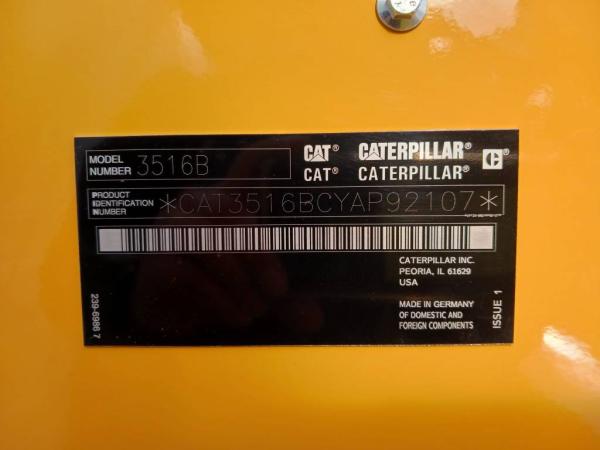 MODEL NUMBER 3516B
CAT® CATERPILLAR®
CAT® CATERPILLAR®
PRODUCT IDENTIFICATION NUMBER *CAT3516BCYAP92107*
CATERPILLAR INC.
PEORIA, IL 61629
USA
MADE IN GERMANY
OF DOMESTIC AND
FOREIGN COMPONENTS
239-6986 7
ISSUE 1